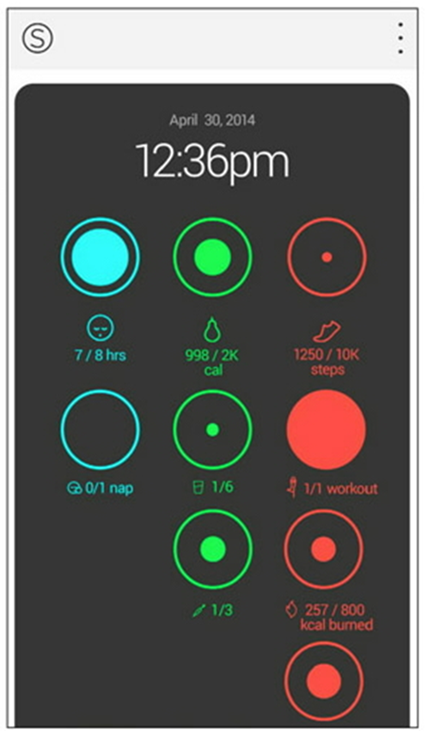 S
April 30, 2014
12:36pm
7 / 8 hrs
998 / 2K
cal
1250 / 10K
steps
0/1 nap
1/6
1/1 workout
1/3
257 / 800
kcal burned